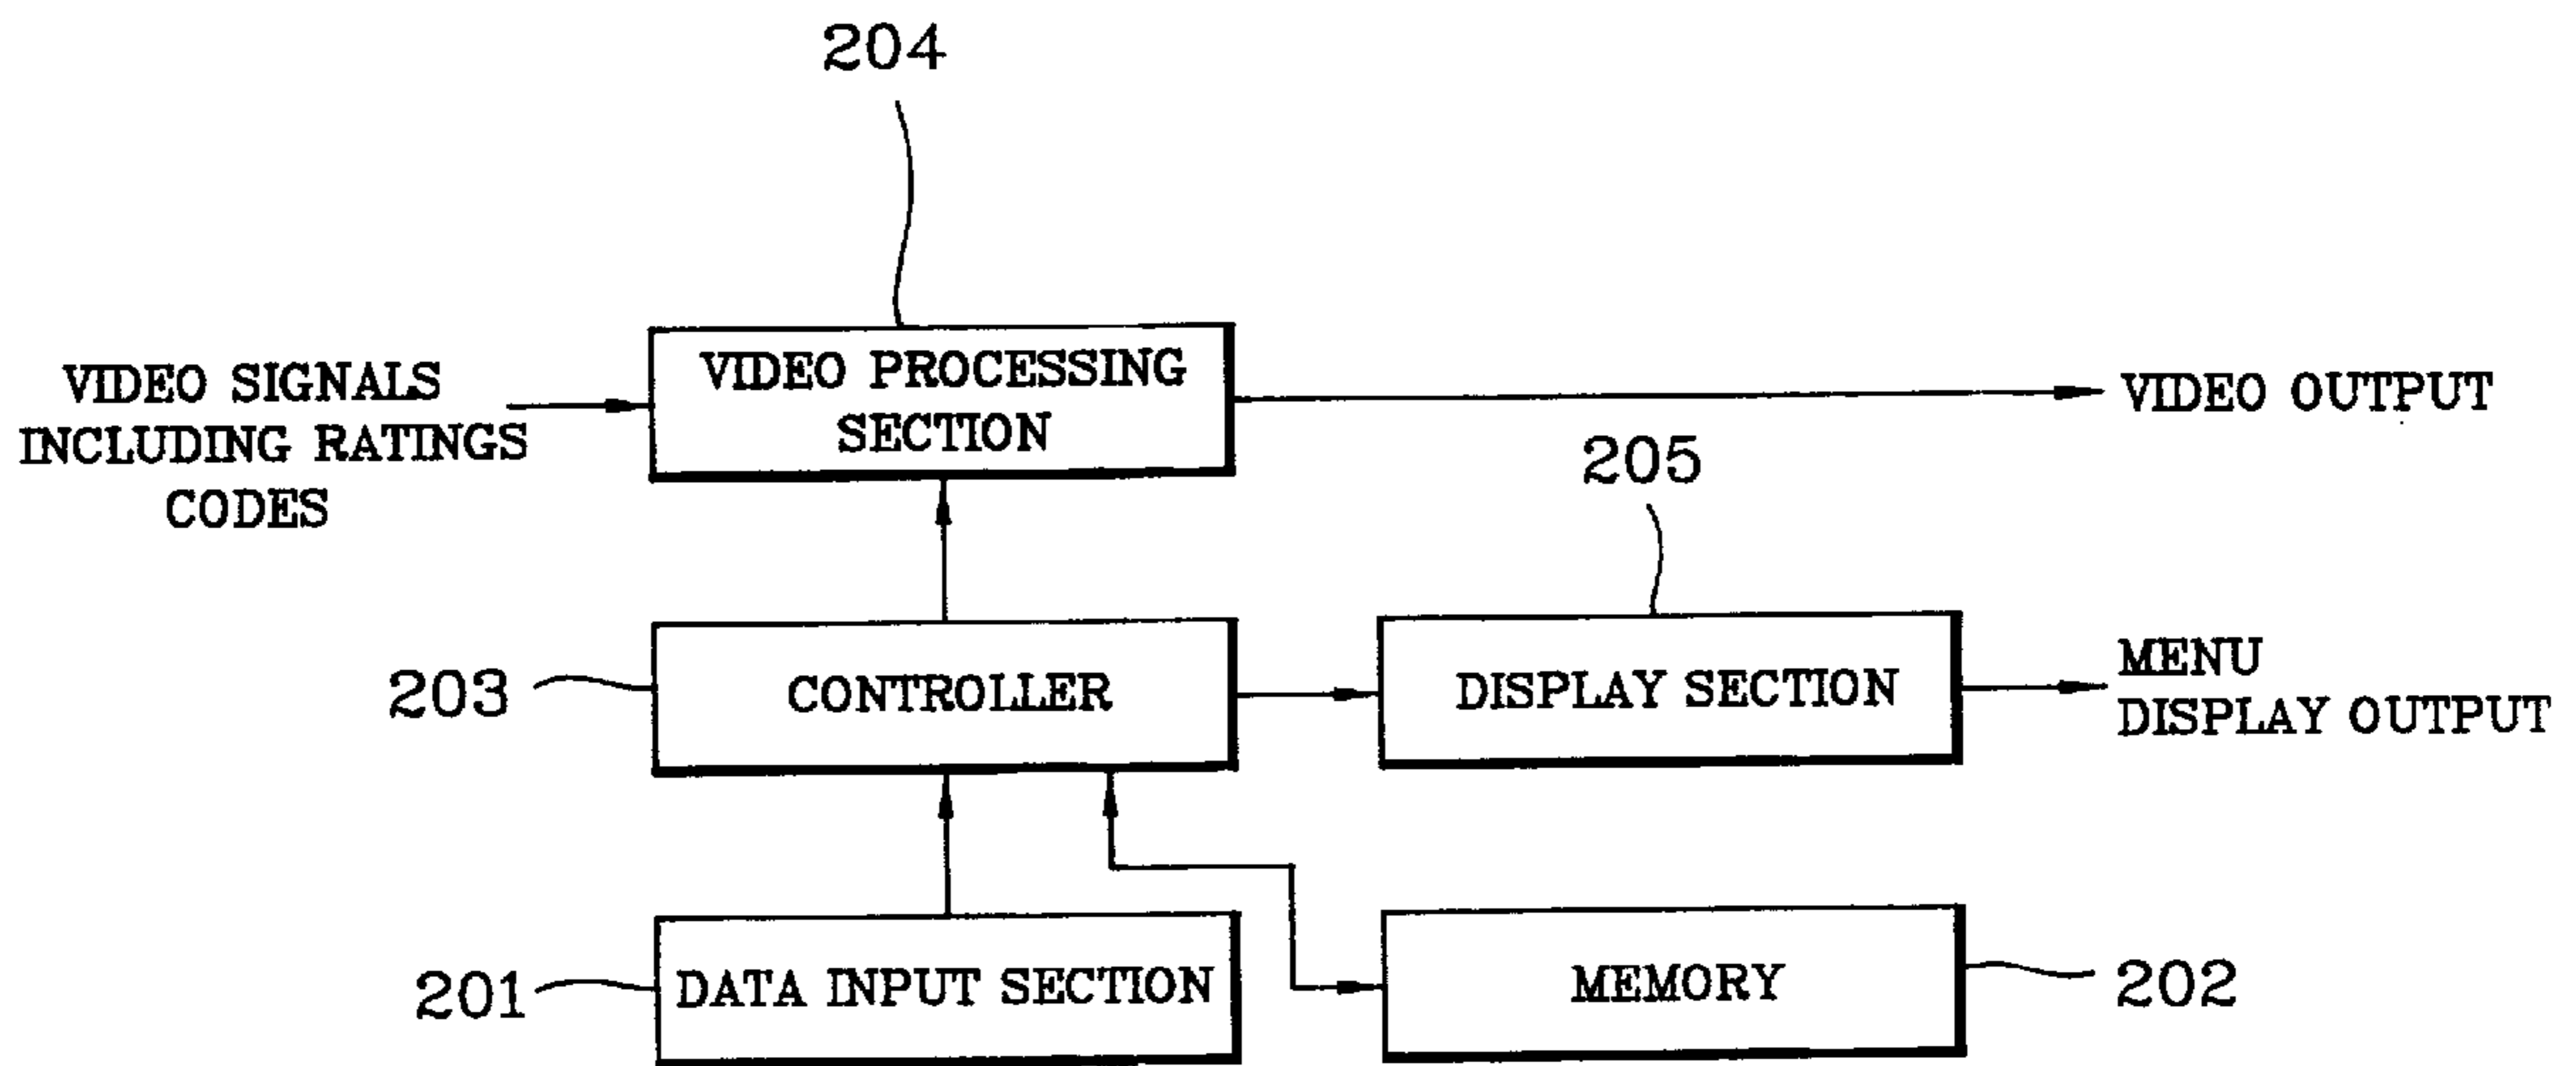 204
VIDEO SIGNALS
INCLUDING RATINGS
CODES
VIDEO PROCESSING
SECTION
VIDEO OUTPUT
205
203
CONTROLLER
DISPLAY SECTION
MENU
DISPLAY OUTPUT
201
DATA INPUT SECTION
MEMORY
202